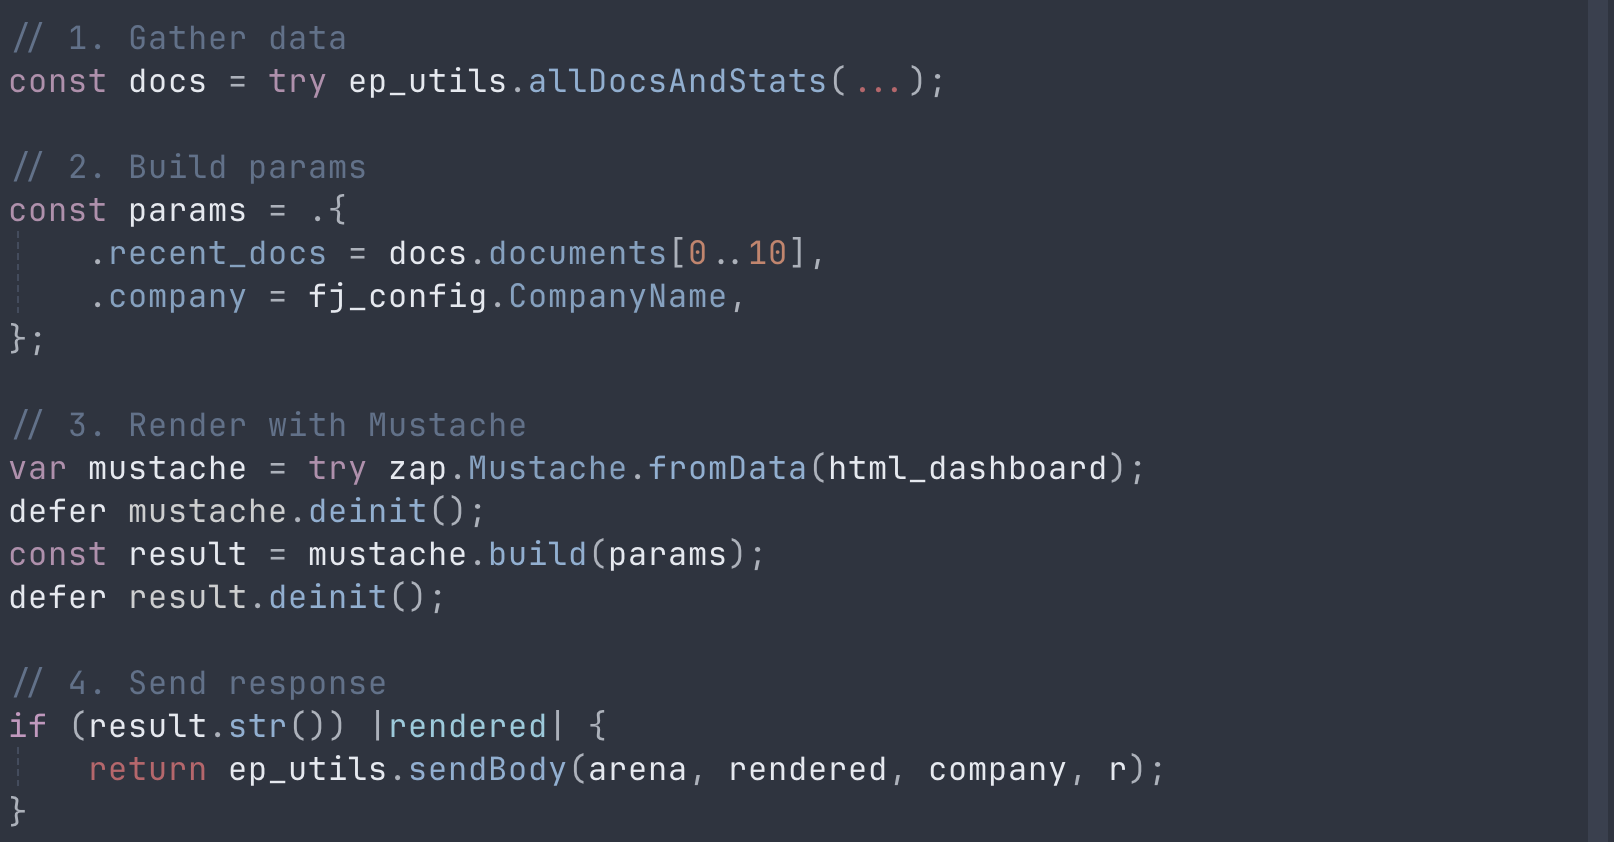 // 1. Gather data
const docs = try ep_utils.allDocsAndStats(...);
// 2. Build params
const params = .{
    .recent_docs = docs.documents[0..10],
    .company = fj_config.CompanyName,
};
// 3. Render with Mustache
var mustache = try zap.Mustache.fromData(html_dashboard);
defer mustache.deinit();
const result = mustache.build(params);
defer result.deinit();
// 4. Send response
if (result.str()) |rendered| {
    return ep_utils.sendBody(arena, rendered, company, r);
}